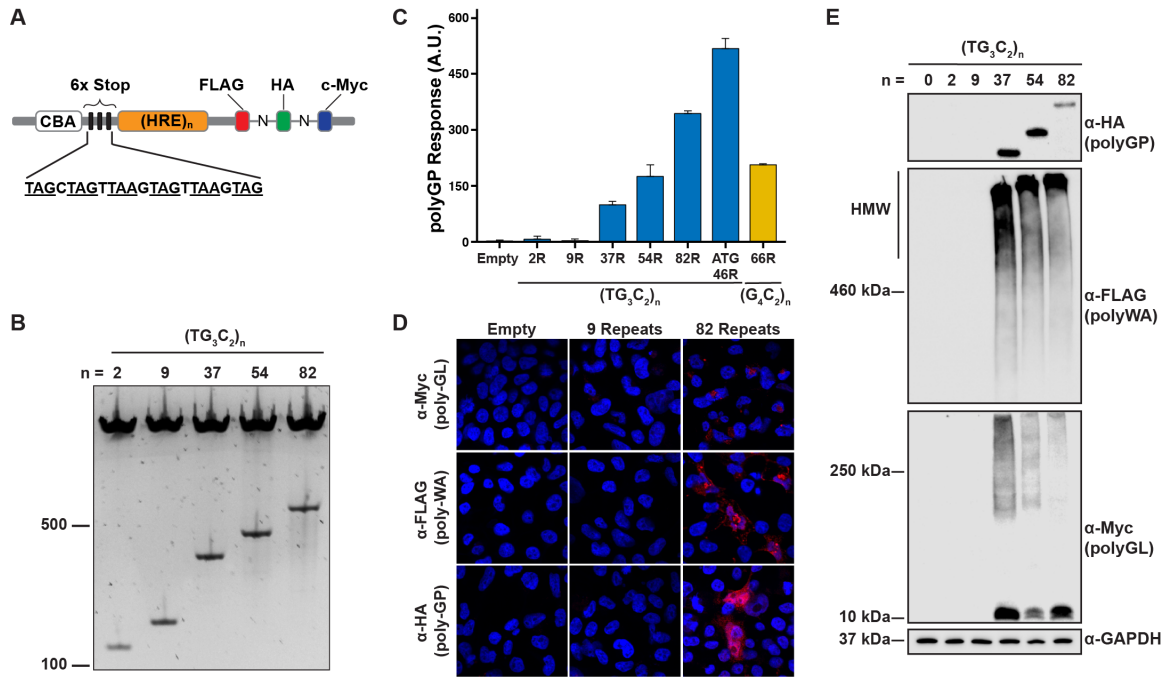 A
6x Stop
FLAG
HA
c-Myc
CBA
(HRE)n
N
N
TAGCTAGTTAAGTAGTTAAGTAG
B
(TG3C2)n
n = 2 9 37 54 82
500
100
C
polyGP Response (A.U.)
600
450
300
150
0
Empty 2R 9R 37R 54R 82R ATG 66R
46R
(TG3C2)n
(G4C2)n
D
Empty
9 Repeats
82 Repeats
α-Myc
(poly-GL)
α-FLAG
(poly-WA)
α-HA
(poly-GP)
E
(TG3C2)n
n = 0 2 9 37 54 82
α-HA
(polyGP)
HMW
460 kDa
α-FLAG
(polyWA)
250 kDa
α-Myc
(polyGL)
10 kDa
37 kDa
α-GAPDH